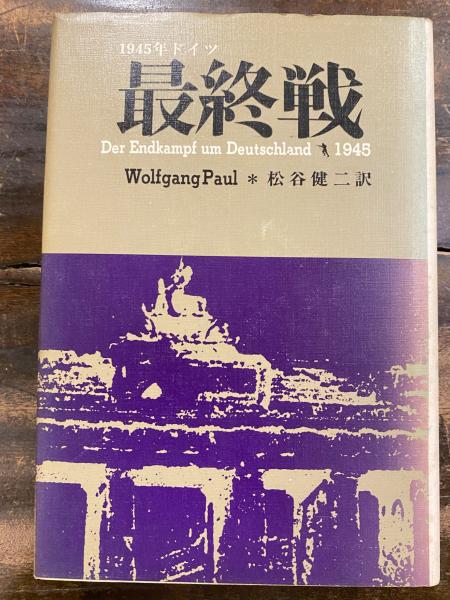 1945年ドイツ
最終戦
Der Endkampf um Deutschland 1945
Wolfgang Paul * 松谷健二訳